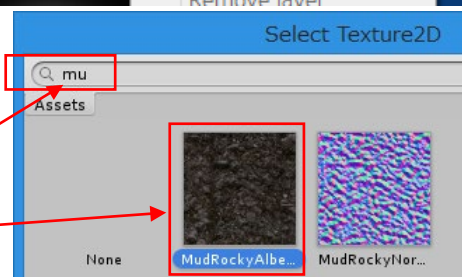 Remove layer
Select Texture2D
mu
Assets
None
MudRockyAlbe...
MudRockyNor...